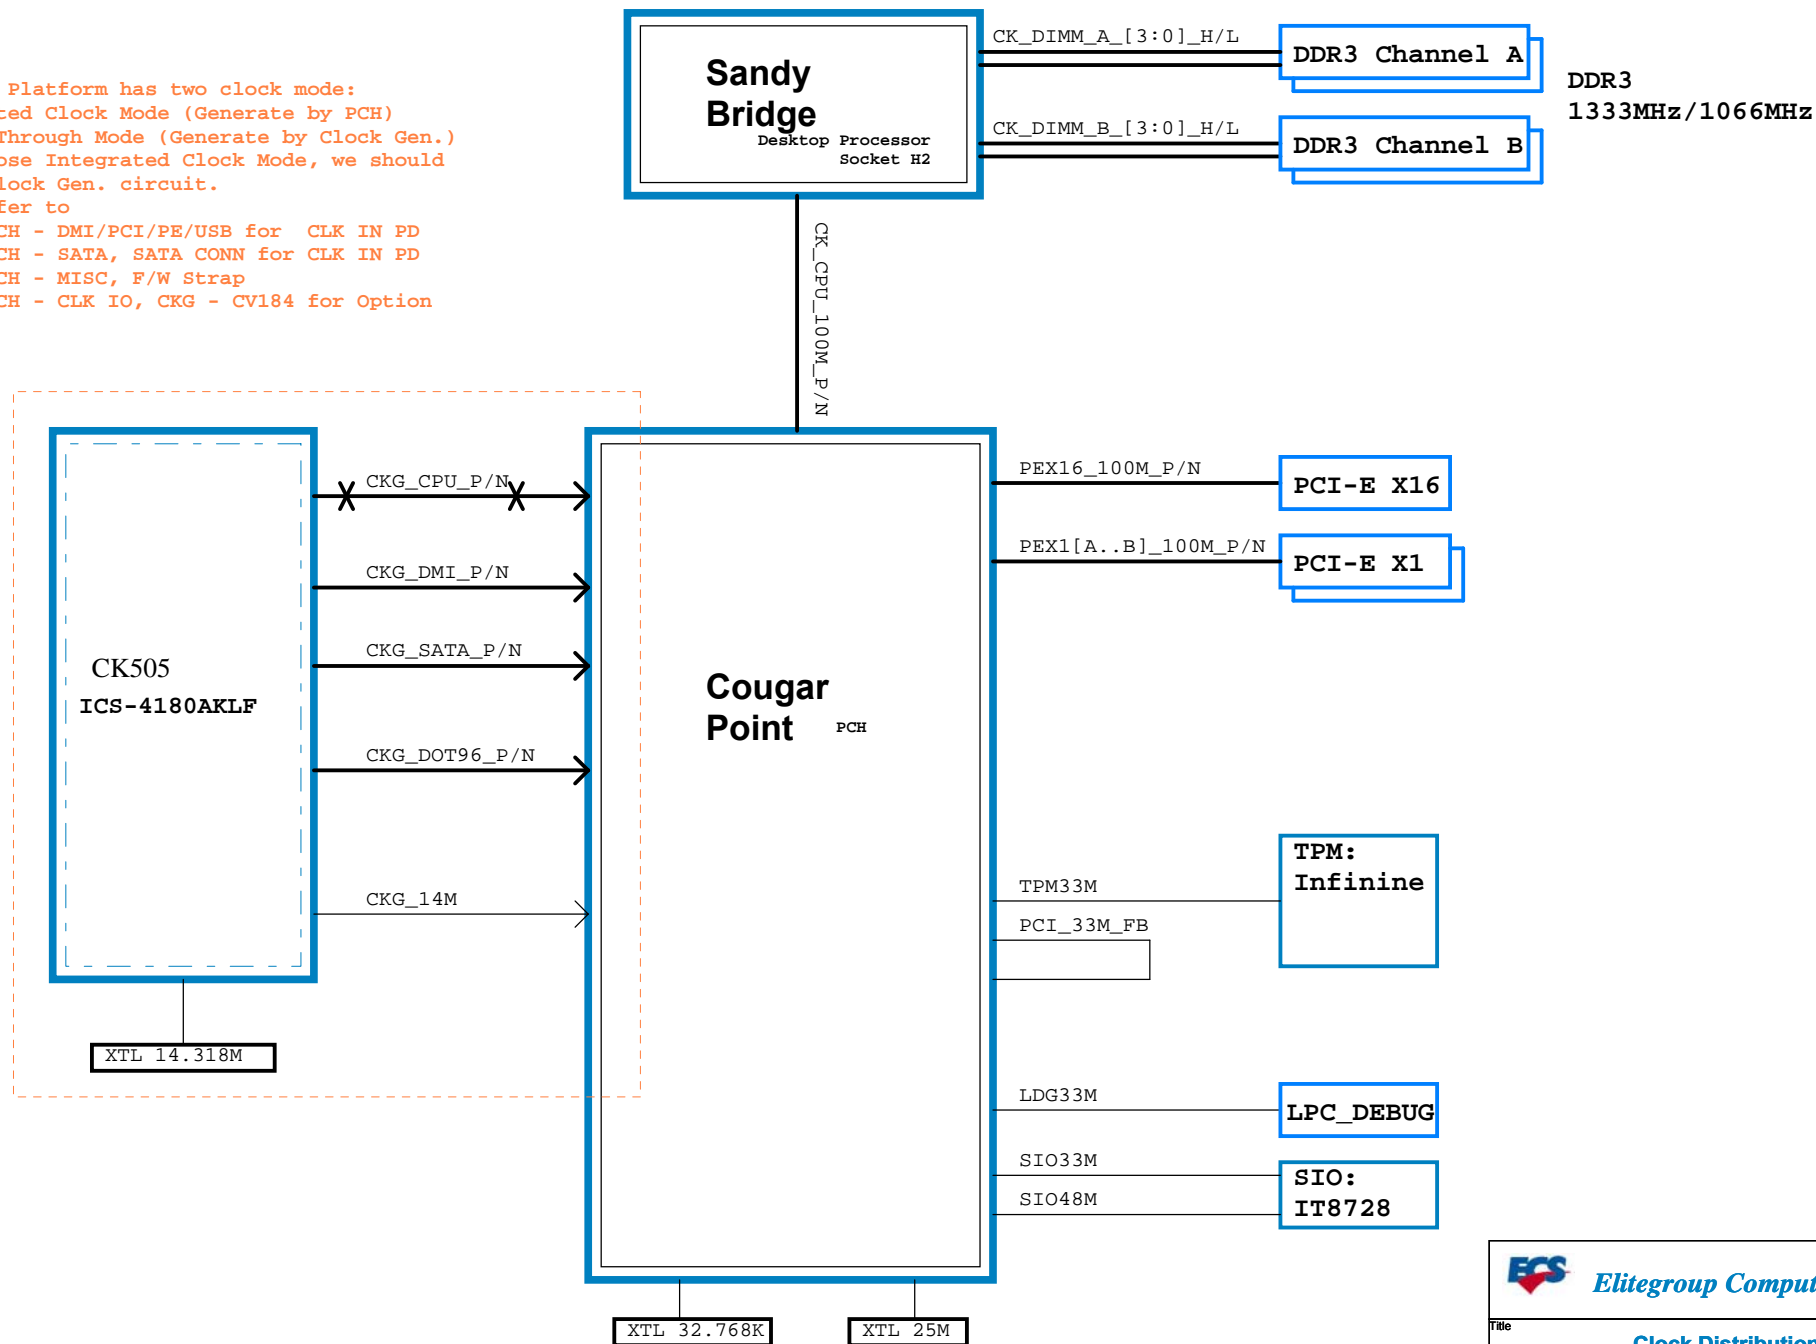 Platform has two clock mode:
ted Clock Mode (Generate by PCH)
Through Mode (Generate by Clock Gen.)
ose Integrated Clock Mode, we should
lock Gen. circuit.
fer to
CH - DMI/PCI/PE/USB for CLK IN PD
CH - SATA, SATA CONN for CLK IN PD
CH - MISC, F/W Strap
CH - CLK IO, CKG - CV184 for Option
Sandy
Bridge
Desktop Processor
Socket H2
CK_DIMM_A_[3:0]_H/L
DDR3 Channel A
CK_DIMM_B_[3:0]_H/L
DDR3 Channel B
DDR3
1333MHz/1066MHz
CK_CPU_100M_P/N
CK505
ICS-4180AKLF
XTL 14.318M
CKG_CPU_P/N
CKG_DMI_P/N
CKG_SATA_P/N
CKG_DOT96_P/N
CKG_14M
Cougar
Point
PCH
PEX16_100M_P/N
PCI-E X16
PEX1[A..B]_100M_P/N
PCI-E X1
TPM33M
TPM:
Infinine
PCI_33M_FB
LDG33M
LPC_DEBUG
SIO33M
SIO48M
SIO:
IT8728
XTL 32.768K
XTL 25M
ECS
Elitegroup Comput
Title
Clock Distribution